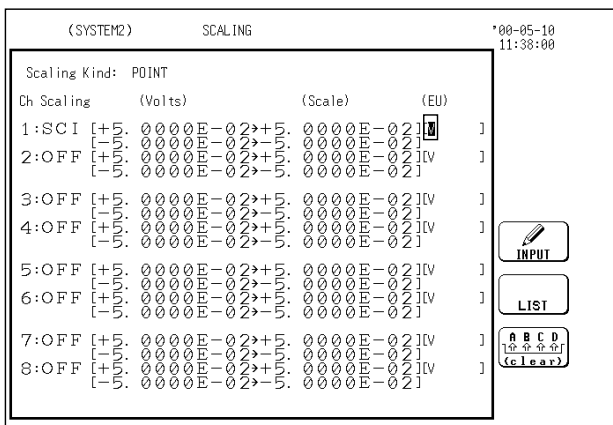 (SYSTEM2) SCALING '00-05-10
11:38:00
Scaling Kind: POINT
Ch Scaling (Volts) (Scale) (EU)
1:SCI [+5. 0000E-02→+5. 0000E-02][V ]
[-5. 0000E-02→-5. 0000E-02]
2:OFF [+5. 0000E-02→+5. 0000E-02][V ]
[-5. 0000E-02→-5. 0000E-02]
3:OFF [+5. 0000E-02→+5. 0000E-02][V ]
[-5. 0000E-02→-5. 0000E-02]
4:OFF [+5. 0000E-02→+5. 0000E-02][V ]
[-5. 0000E-02→-5. 0000E-02]
5:OFF [+5. 0000E-02→+5. 0000E-02][V ]
[-5. 0000E-02→-5. 0000E-02]
6:OFF [+5. 0000E-02→+5. 0000E-02][V ]
[-5. 0000E-02→-5. 0000E-02]
7:OFF [+5. 0000E-02→+5. 0000E-02][V ]
[-5. 0000E-02→-5. 0000E-02]
8:OFF [+5. 0000E-02→+5. 0000E-02][V ]
[-5. 0000E-02→-5. 0000E-02]
INPUT
LIST
A B C D
(clear)